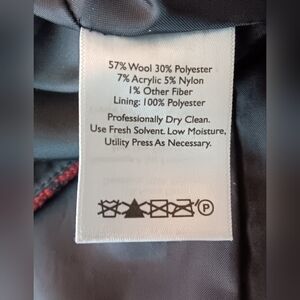 57% Wool 30% Polyester
7% Acrylic 5% Nylon
1% Other Fiber
Lining: 100% Polyester
Professionally Dry Clean.
Use Fresh Solvent. Low Moisture,
Utility Press As Necessary.
P